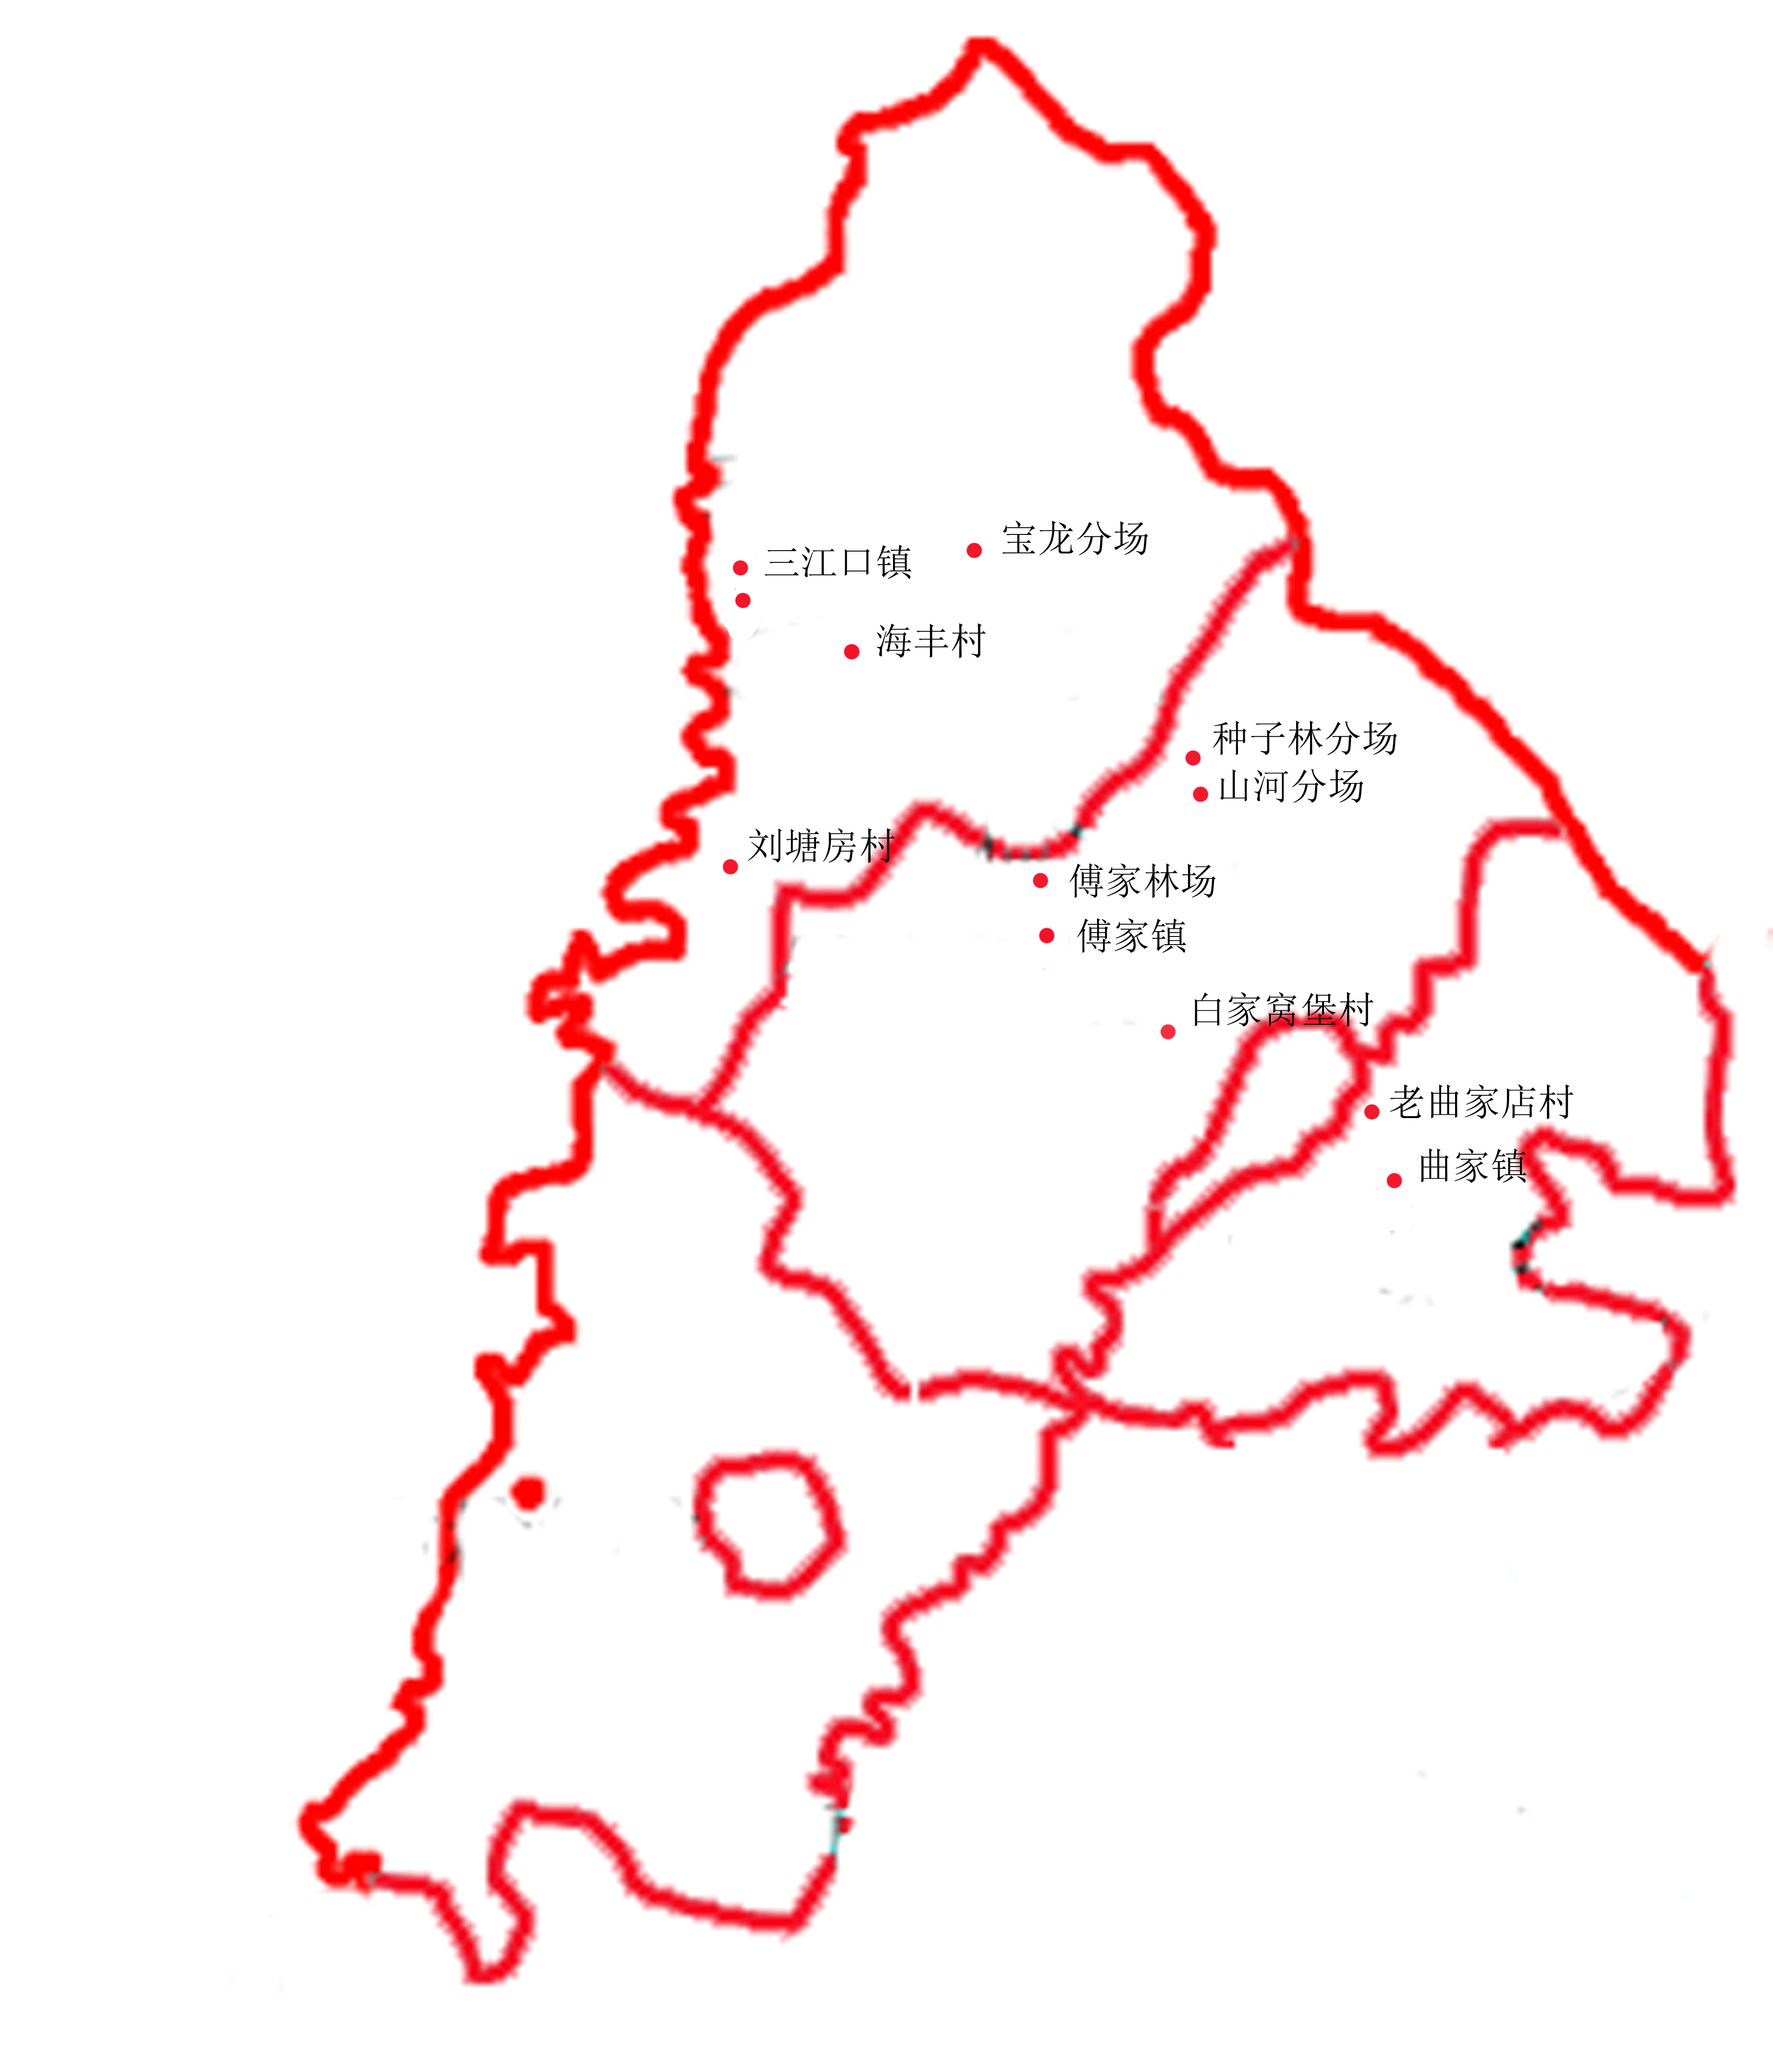 宝龙分场
三江口镇
海丰村
种子林分场
山河分场
刘塘房村
傅家林场
傅家镇
白家窝堡村
老曲家店村
曲家镇